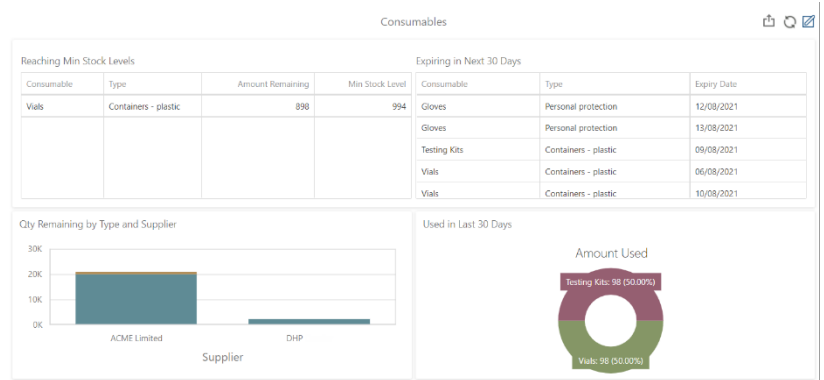 Consumables
Reaching Min Stock Levels
Consumable Type Amount Remaining Min Stock Level
Vials Containers - plastic 898 994
Expiring in Next 30 Days
Consumable Type Expiry Date
Gloves Personal protection 12/08/2021
Gloves Personal protection 13/08/2021
Testing Kits Containers - plastic 09/08/2021
Vials Containers - plastic 06/08/2021
Vials Containers - plastic 10/08/2021
Qty Remaining by Type and Supplier
30K
20K
10K
0K
ACME Limited DHP
Supplier
Used in Last 30 Days
Amount Used
Testing Kits: 98 (50.00%)
Vials: 98 (50.00%)